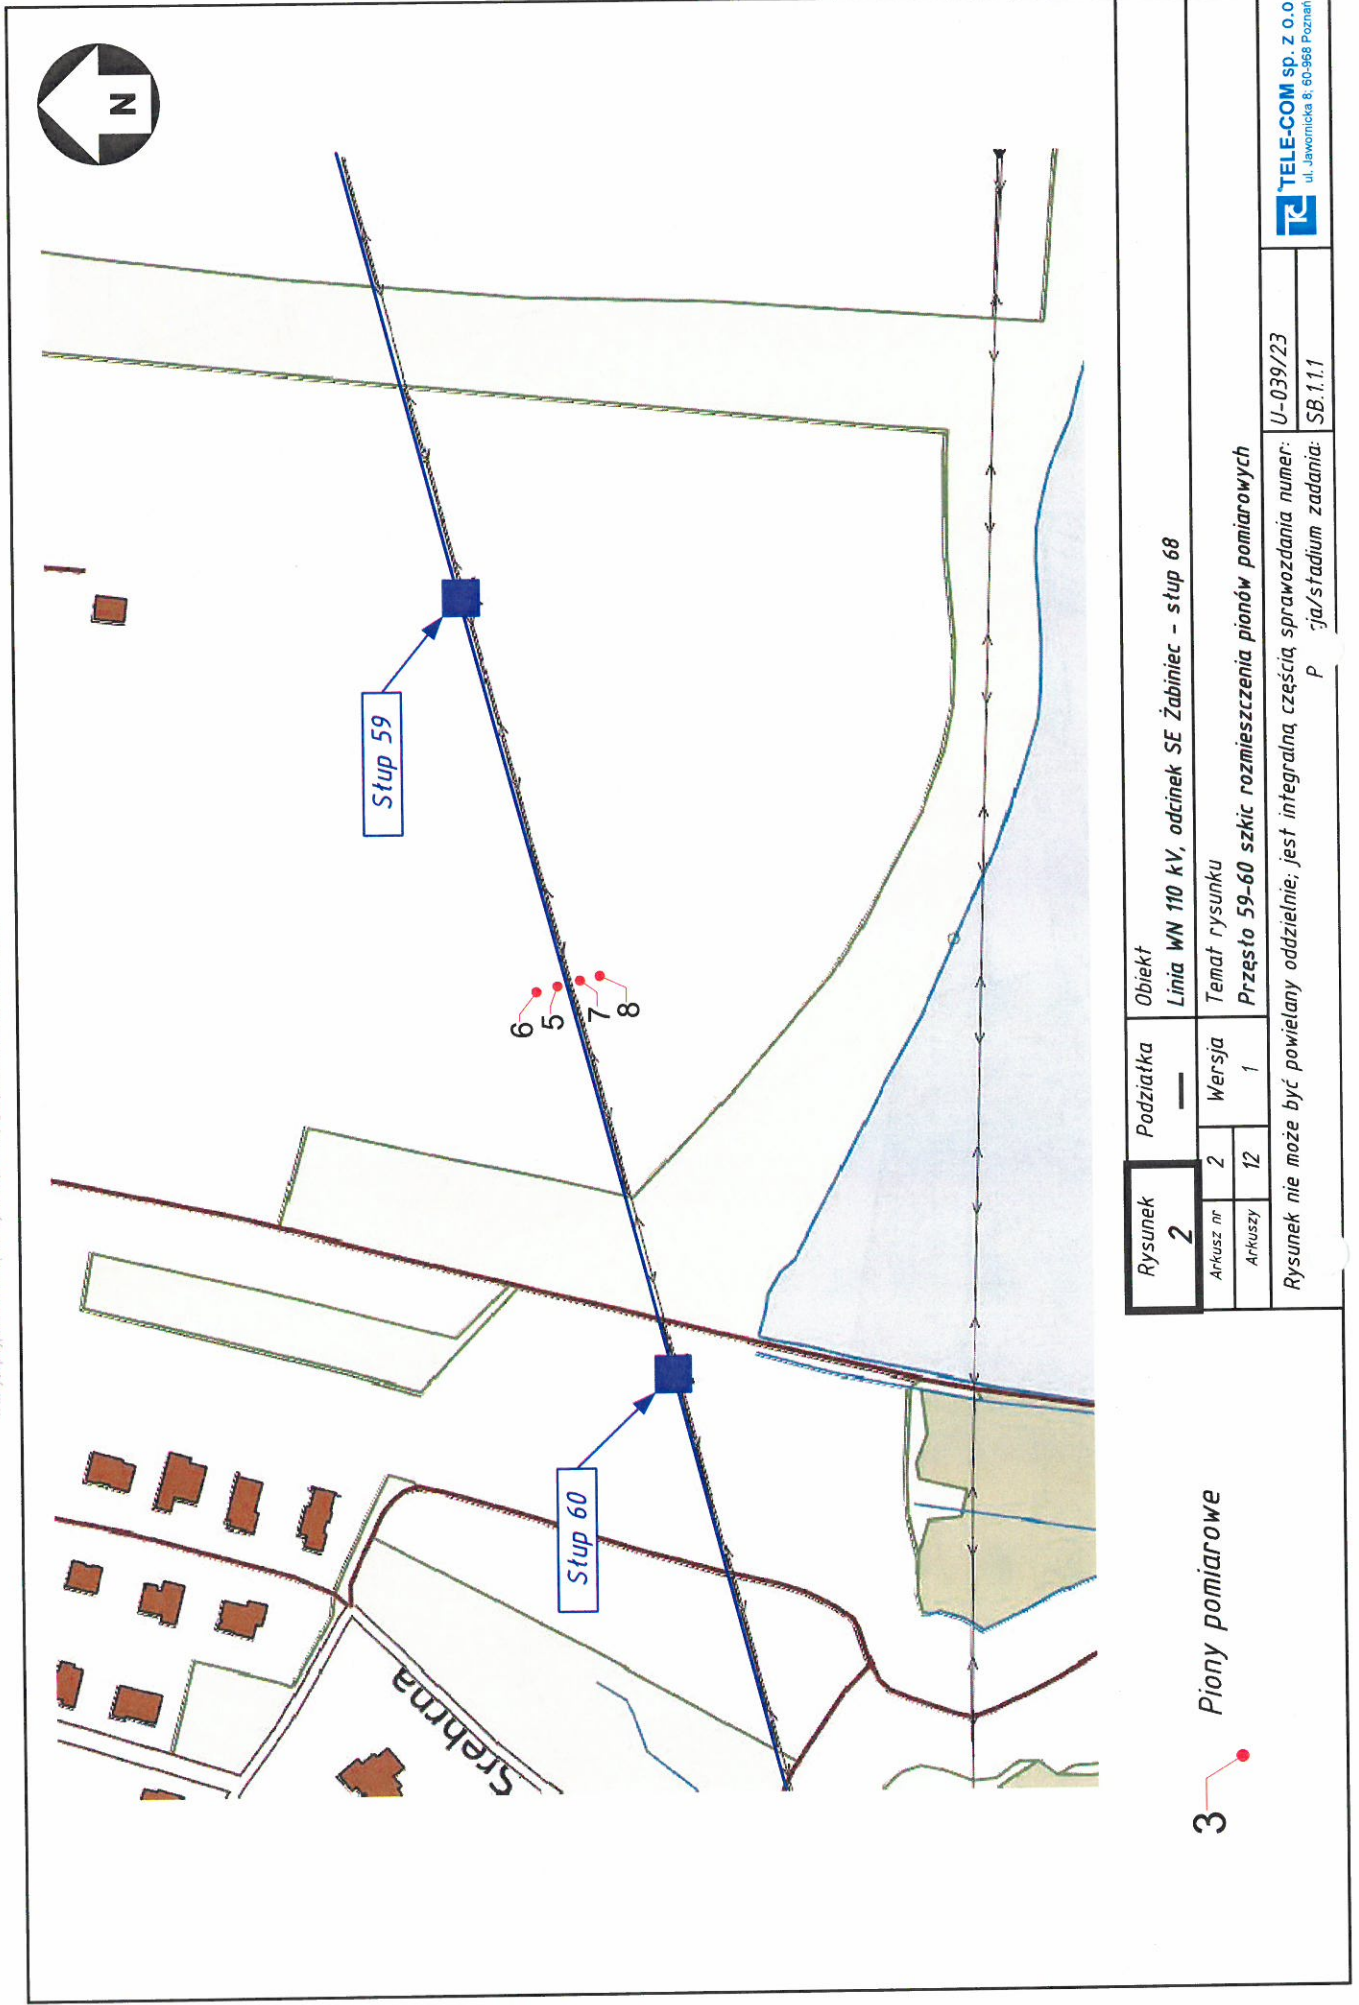 N
Słup 59
6
5
7
8
Słup 60
Srebrna
3 Piony pomiarowe
Rysunek
2
Podziałka
—
Obiekt
Linia WN 110 kV, odcinek SE Żabiniec - słup 68
Arkusz nr 2
Arkuszy 12
Wersja
1
Temat rysunku
Przęsło 59-60 szkic rozmieszczenia pionów pomiarowych
Rysunek nie może być powielany oddzielnie; jest integralną częścią sprawozdania numer: U-039/23
P ja/stadium zadania: SB.1.1.1
TELE-COM sp. z o.o
ul. Jawornicka 8; 60-968 Poznań